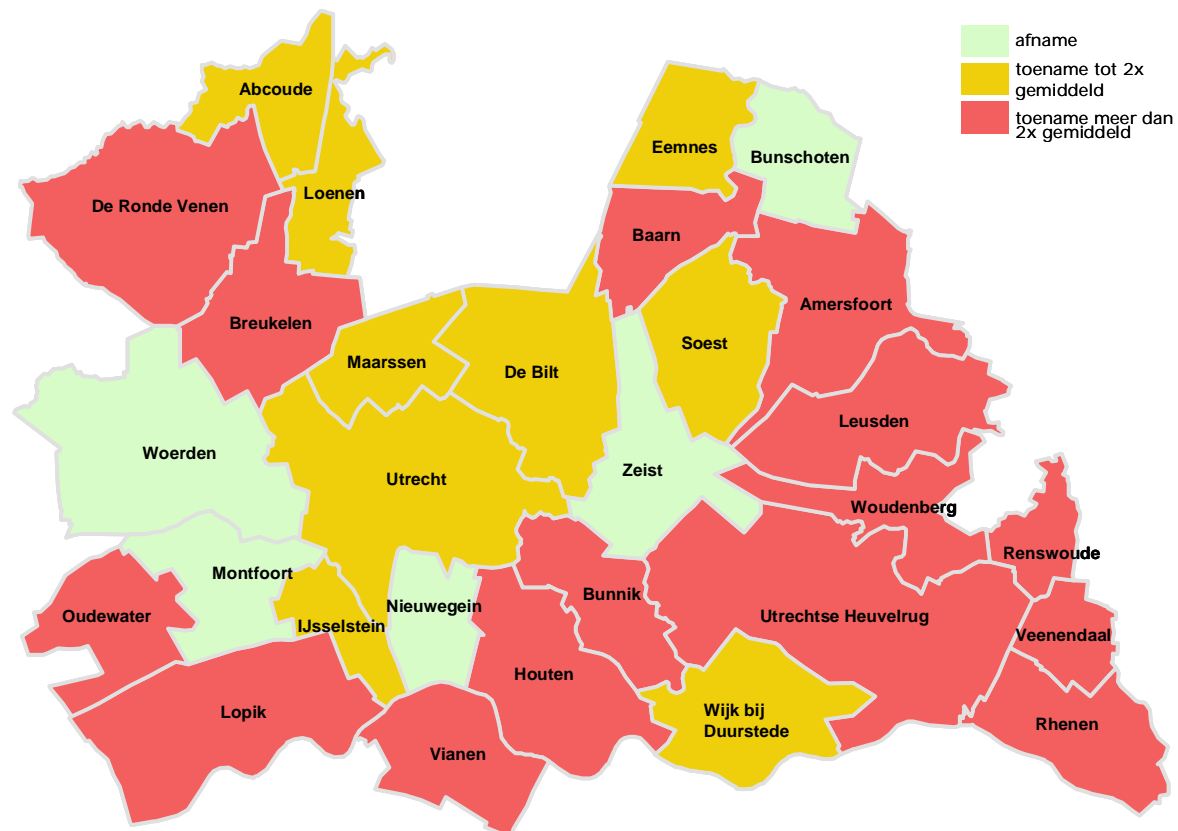 afname
toename tot 2x
gemiddeld
toename meer dan
2x gemiddeld
Abcoude
Eemnes
Bunschoten
Loenen
De Ronde Venen
Baarn
Amersfoort
Breukelen
Soest
Maarssen
De Bilt
Leusden
Woerden
Zeist
Utrecht
Woudenberg
Renswoude
Montfoort
Bunnik
Nieuwegein
Oudewater
Utrechtse Heuvelrug
IJsselstein
Veenendaal
Houten
Lopik
Wijk bij
Duurstede
Rhenen
Vianen